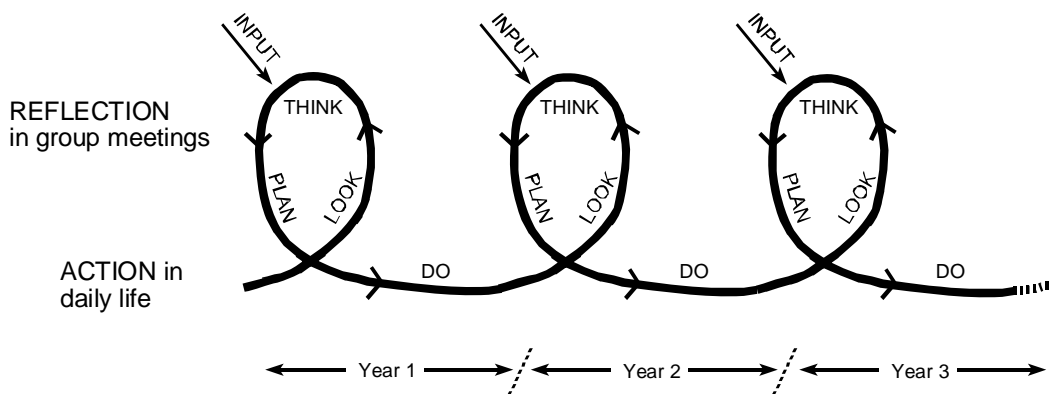 INPUT
INPUT
INPUT
REFLECTION
in group meetings
THINK
THINK
THINK
PLAN
LOOK
PLAN
LOOK
PLAN
LOOK
ACTION in
daily life
DO
DO
DO
Year 1
Year 2
Year 3